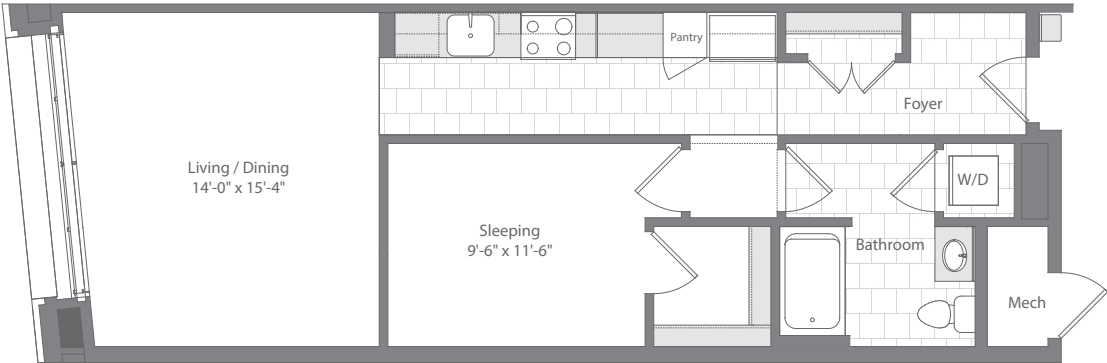 Pantry
Foyer
Living / Dining
14'-0" x 15'-4"
W/D
Sleeping
9'-6" x 11'-6"
Bathroom
Mech